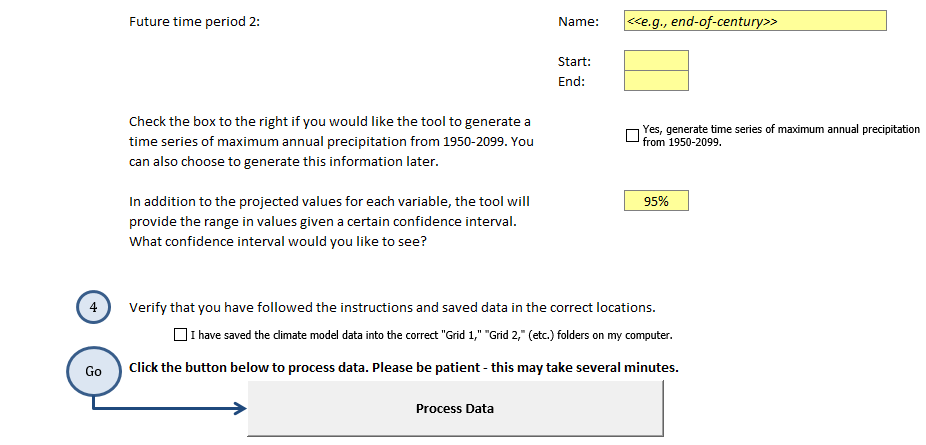 Future time period 2:
Name: <<e.g., end-of-century>>
Start:
End:
Check the box to the right if you would like the tool to generate a
time series of maximum annual precipitation from 1950-2099. You
can also choose to generate this information later.
Yes, generate time series of maximum annual precipitation
from 1950-2099.
In addition to the projected values for each variable, the tool will
provide the range in values given a certain confidence interval.
What confidence interval would you like to see?
95%
4 Verify that you have followed the instructions and saved data in the correct locations.
I have saved the climate model data into the correct "Grid 1," "Grid 2," (etc.) folders on my computer.
Go Click the button below to process data. Please be patient - this may take several minutes.
Process Data